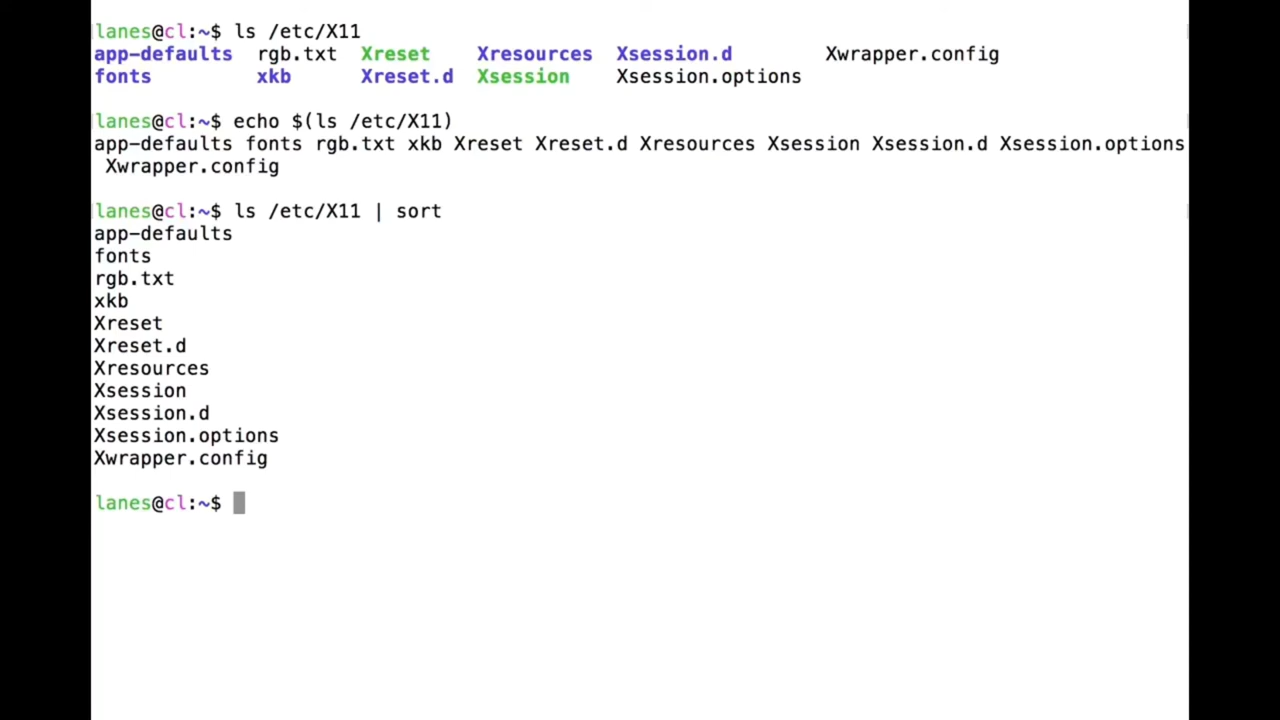 lanes@cl:~$ ls /etc/X11
app-defaults  rgb.txt  Xreset    Xresources  Xsession.d        Xwrapper.config
fonts         xkb      Xreset.d  Xsession    Xsession.options
lanes@cl:~$ echo $(ls /etc/X11)
app-defaults fonts rgb.txt xkb Xreset Xreset.d Xresources Xsession Xsession.d Xsession.options
 Xwrapper.config
lanes@cl:~$ ls /etc/X11 | sort
app-defaults
fonts
rgb.txt
xkb
Xreset
Xreset.d
Xresources
Xsession
Xsession.d
Xsession.options
Xwrapper.config
lanes@cl:~$